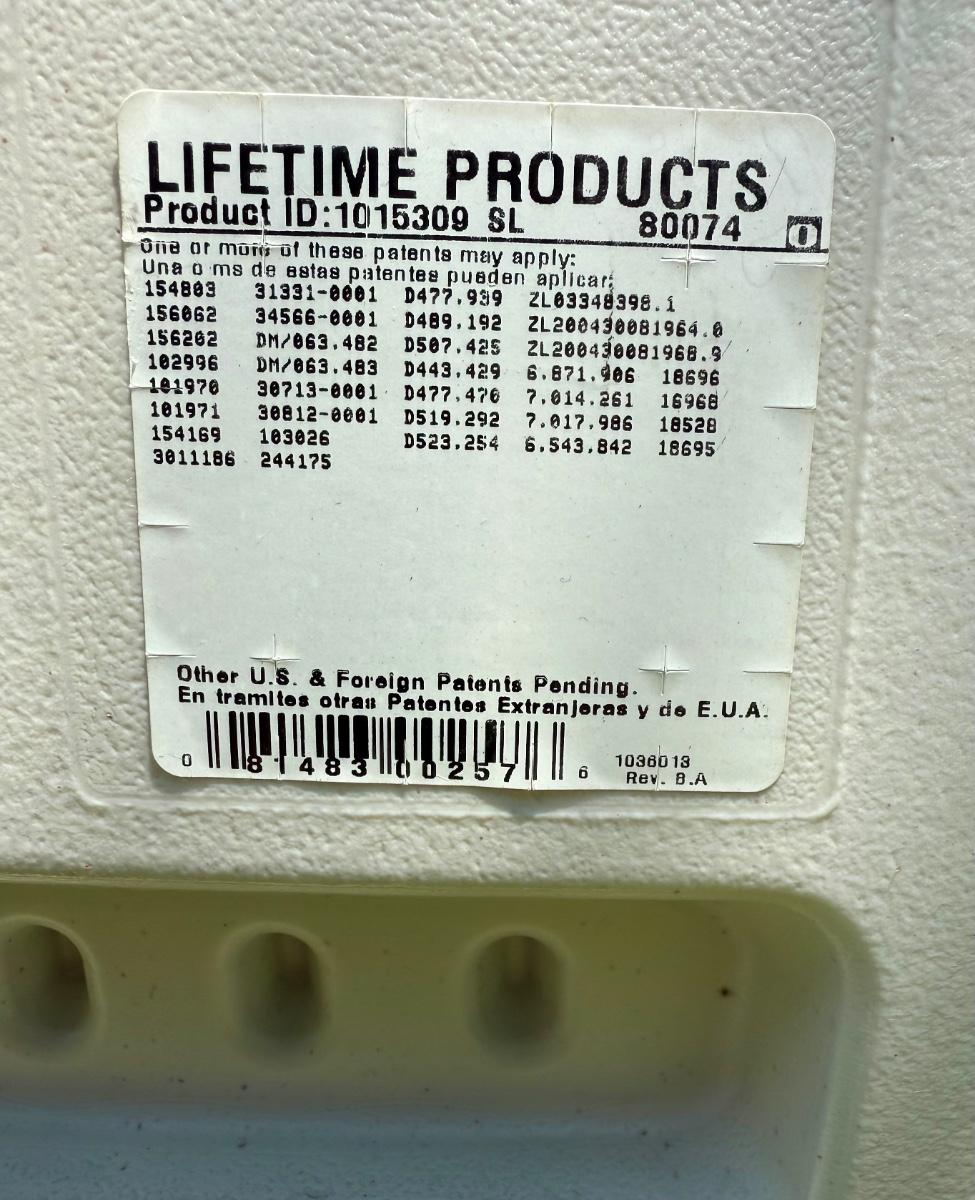 LIFETIME PRODUCTS
Product ID:1015309 SL 80074 0
One or more of these patents may apply:
Una o ms de estas patentes pueden aplicar:
154803 31331-0001 D477.939 ZL03348398.1
156062 34566-0001 D489.192 ZL200430081964.0
156202 DM/063.482 D507.425 ZL200430081968.9
102996 DM/063.483 D443.429 6.871.906 18696
101970 30713-0001 D477.470 7.014.261 16968
101971 30812-0001 D519.292 7.017.986 18528
154169 103026 D523.254 6.543.842 18695
3011186 244175
Other U.S. & Foreign Patents Pending.
En tramites otras Patentes Extranjeras y de E.U.A.
0 81483 00257 6
1036013
Rev. B.A